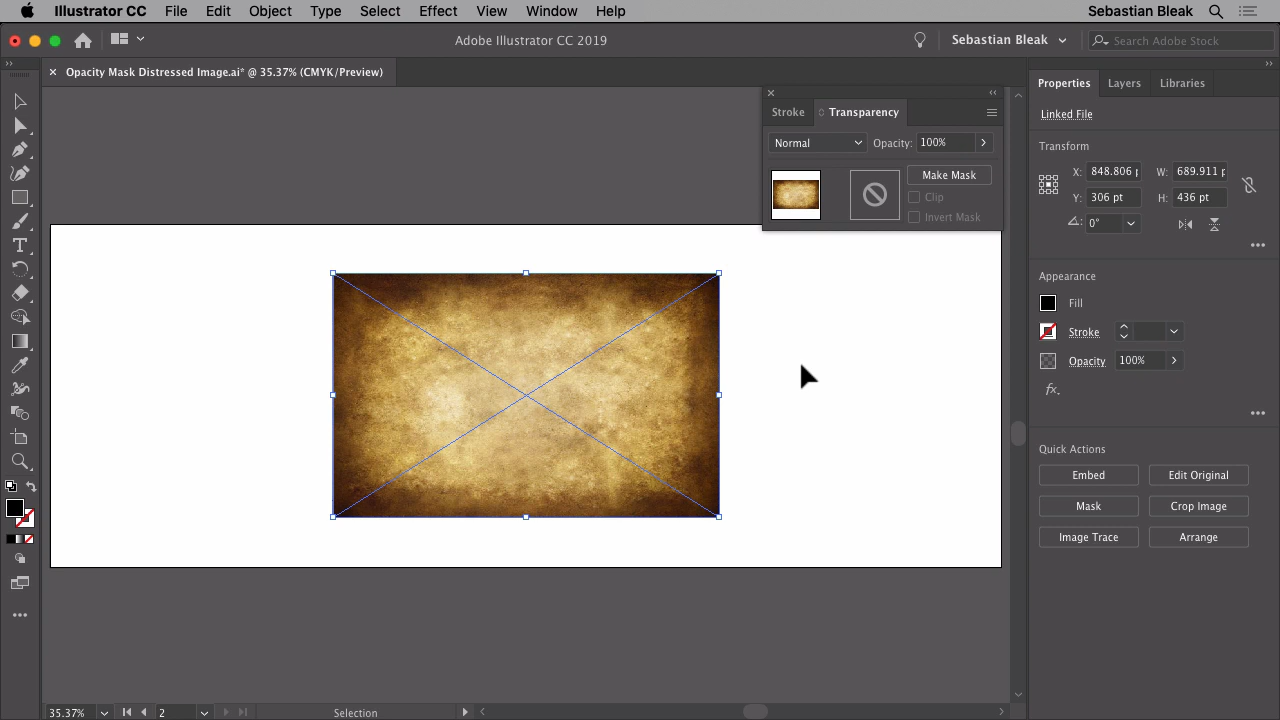 Illustrator CC File Edit Object Type Select Effect View Window Help Sebastian Bleak
Adobe Illustrator CC 2019 Sebastian Bleak Search Adobe Stock
Opacity Mask Distressed Image.ai* @ 35.37% (CMYK/Preview)
Stroke Transparency
Normal Opacity: 100%
Make Mask
Clip
Invert Mask
Properties Layers Libraries
Linked File
Transform
X: 848.806 p W: 689.911 p
Y: 306 pt H: 436 pt
0°
Appearance
Fill
Stroke
Opacity 100%
fx.
Quick Actions
Embed Edit Original
Mask Crop Image
Image Trace Arrange
35.37% 2 Selection